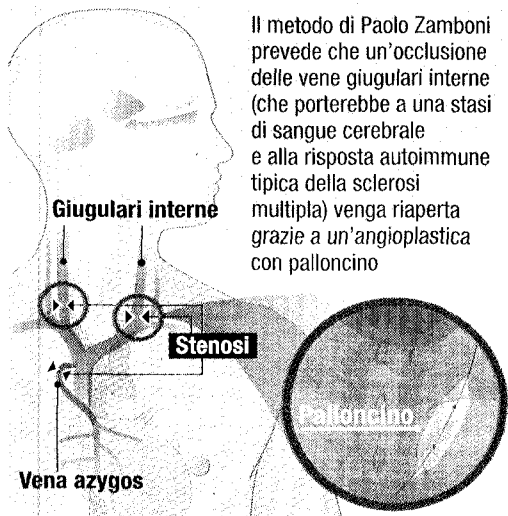 Il metodo di Paolo Zamboni
prevede che un'occlusione
delle vene giugulari interne
(che porterebbe a una stasi
di sangue cerebrale
e alla risposta autoimmune
tipica della sclerosi
multipla) venga riaperta
grazie a un'angioplastica
con palloncino
Giugulari interne
Stenosi
Palloncino
Vena azygos